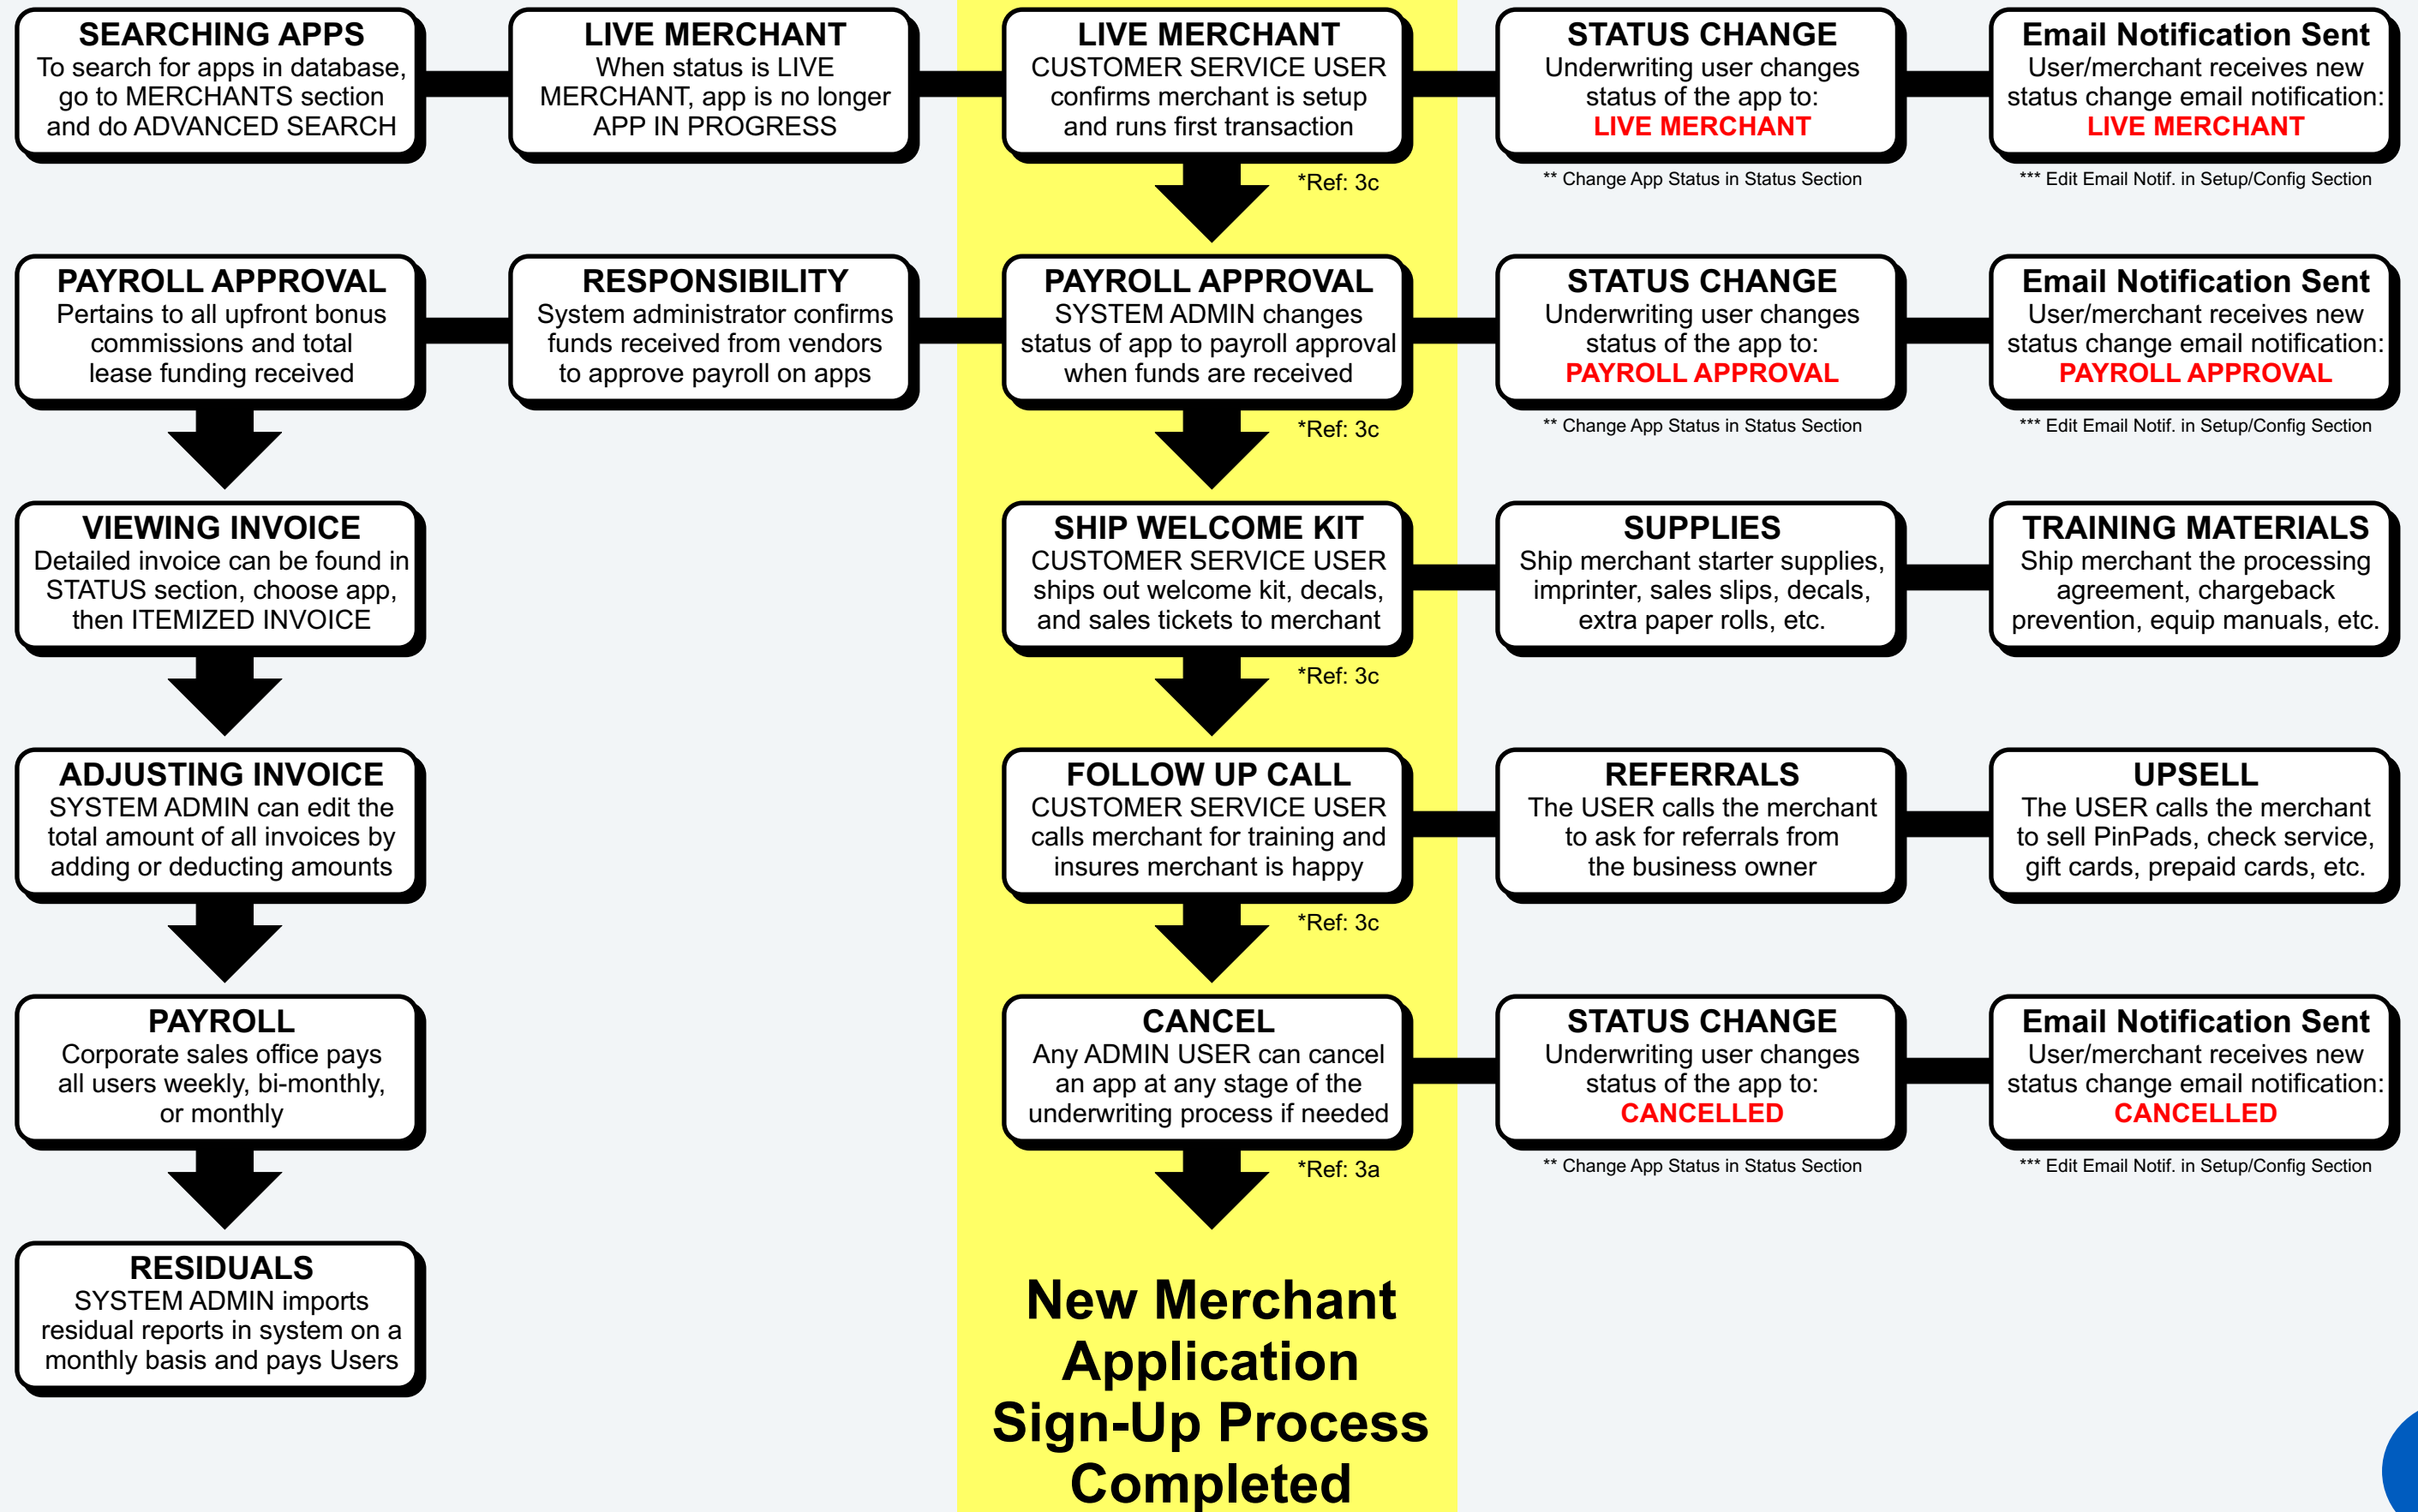 SEARCHING APPS
To search for apps in database,
go to MERCHANTS section
and do ADVANCED SEARCH
LIVE MERCHANT
When status is LIVE
MERCHANT, app is no longer
APP IN PROGRESS
LIVE MERCHANT
CUSTOMER SERVICE USER
confirms merchant is setup
and runs first transaction
*Ref: 3c
STATUS CHANGE
Underwriting user changes
status of the app to:
LIVE MERCHANT
** Change App Status in Status Section
Email Notification Sent
User/merchant receives new
status change email notification:
LIVE MERCHANT
*** Edit Email Notif. in Setup/Config Section
PAYROLL APPROVAL
Pertains to all upfront bonus
commissions and total
lease funding received
RESPONSIBILITY
System administrator confirms
funds received from vendors
to approve payroll on apps
PAYROLL APPROVAL
SYSTEM ADMIN changes
status of app to payroll approval
when funds are received
*Ref: 3c
STATUS CHANGE
Underwriting user changes
status of the app to:
PAYROLL APPROVAL
** Change App Status in Status Section
Email Notification Sent
User/merchant receives new
status change email notification:
PAYROLL APPROVAL
*** Edit Email Notif. in Setup/Config Section
VIEWING INVOICE
Detailed invoice can be found in
STATUS section, choose app,
then ITEMIZED INVOICE
SHIP WELCOME KIT
CUSTOMER SERVICE USER
ships out welcome kit, decals,
and sales tickets to merchant
*Ref: 3c
SUPPLIES
Ship merchant starter supplies,
imprinter, sales slips, decals,
extra paper rolls, etc.
TRAINING MATERIALS
Ship merchant the processing
agreement, chargeback
prevention, equip manuals, etc.
ADJUSTING INVOICE
SYSTEM ADMIN can edit the
total amount of all invoices by
adding or deducting amounts
FOLLOW UP CALL
CUSTOMER SERVICE USER
calls merchant for training and
insures merchant is happy
*Ref: 3c
REFERRALS
The USER calls the merchant
to ask for referrals from
the business owner
UPSELL
The USER calls the merchant
to sell PinPads, check service,
gift cards, prepaid cards, etc.
PAYROLL
Corporate sales office pays
all users weekly, bi-monthly,
or monthly
CANCEL
Any ADMIN USER can cancel
an app at any stage of the
underwriting process if needed
*Ref: 3a
STATUS CHANGE
Underwriting user changes
status of the app to:
CANCELLED
** Change App Status in Status Section
Email Notification Sent
User/merchant receives new
status change email notification:
CANCELLED
*** Edit Email Notif. in Setup/Config Section
RESIDUALS
SYSTEM ADMIN imports
residual reports in system on a
monthly basis and pays Users
New Merchant
Application
Sign-Up Process
Completed